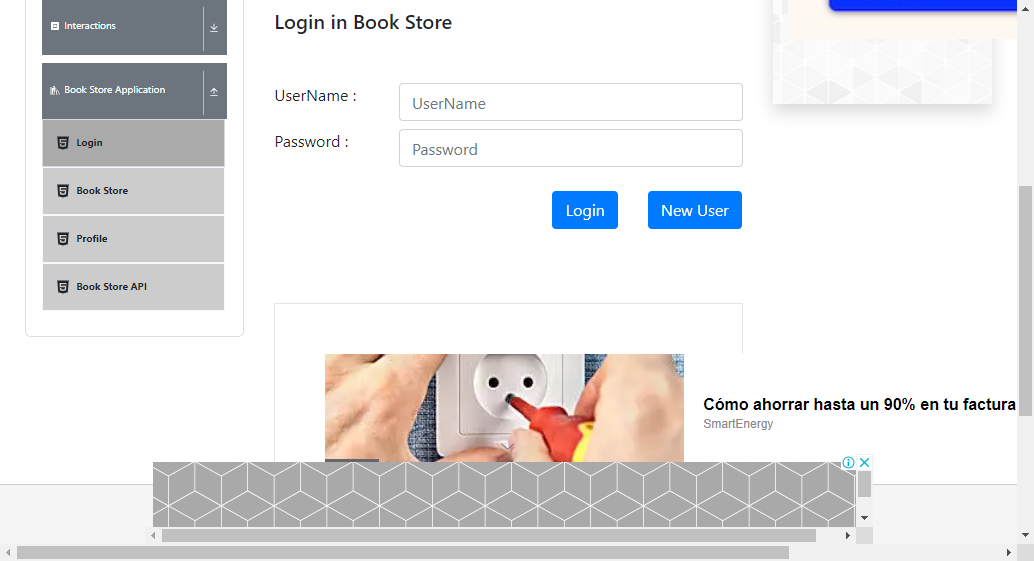 Interactions
Book Store Application
Login
Book Store
Profile
Book Store API
Login in Book Store
UserName :
UserName
Password :
Password
Login
New User
Cómo ahorrar hasta un 90% en tu factura
SmartEnergy